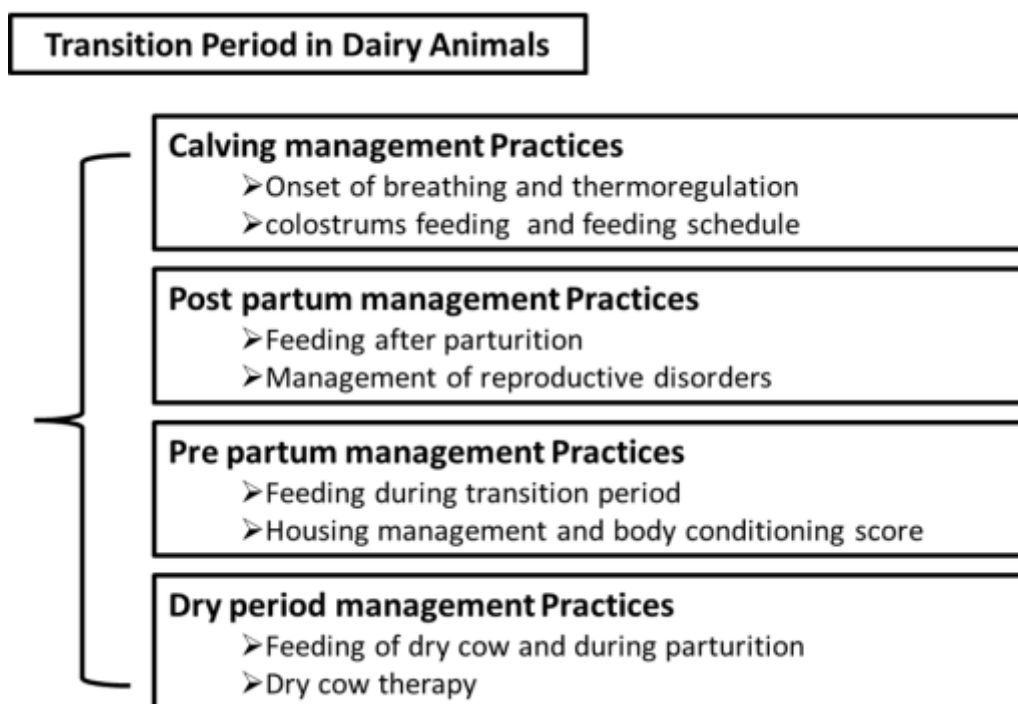 Transition Period in Dairy Animals
Calving management Practices
➢Onset of breathing and thermoregulation
➢colostrums feeding and feeding schedule
Post partum management Practices
➢Feeding after parturition
➢Management of reproductive disorders
Pre partum management Practices
➢Feeding during transition period
➢Housing management and body conditioning score
Dry period management Practices
➢Feeding of dry cow and during parturition
➢Dry cow therapy